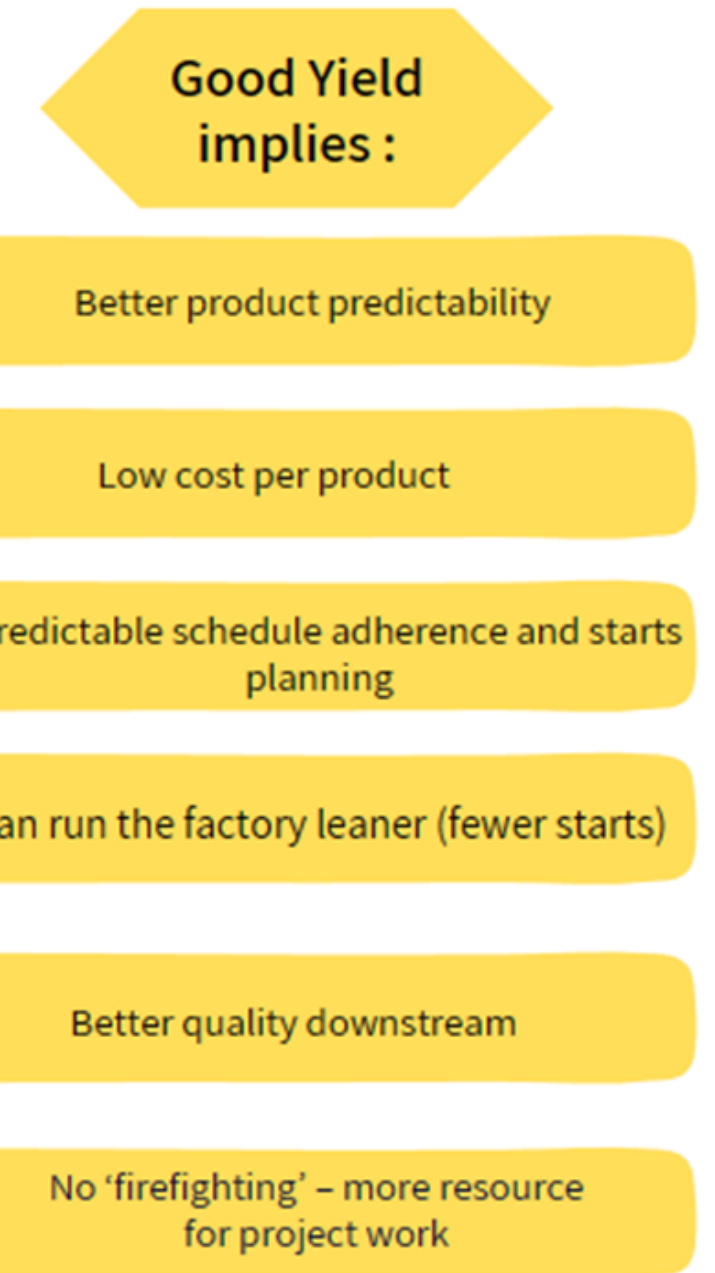 Good Yield
implies :
Better product predictability
Low cost per product
redictable schedule adherence and starts
planning
an run the factory leaner (fewer starts)
Better quality downstream
No ‘firefighting’ – more resource
for project work